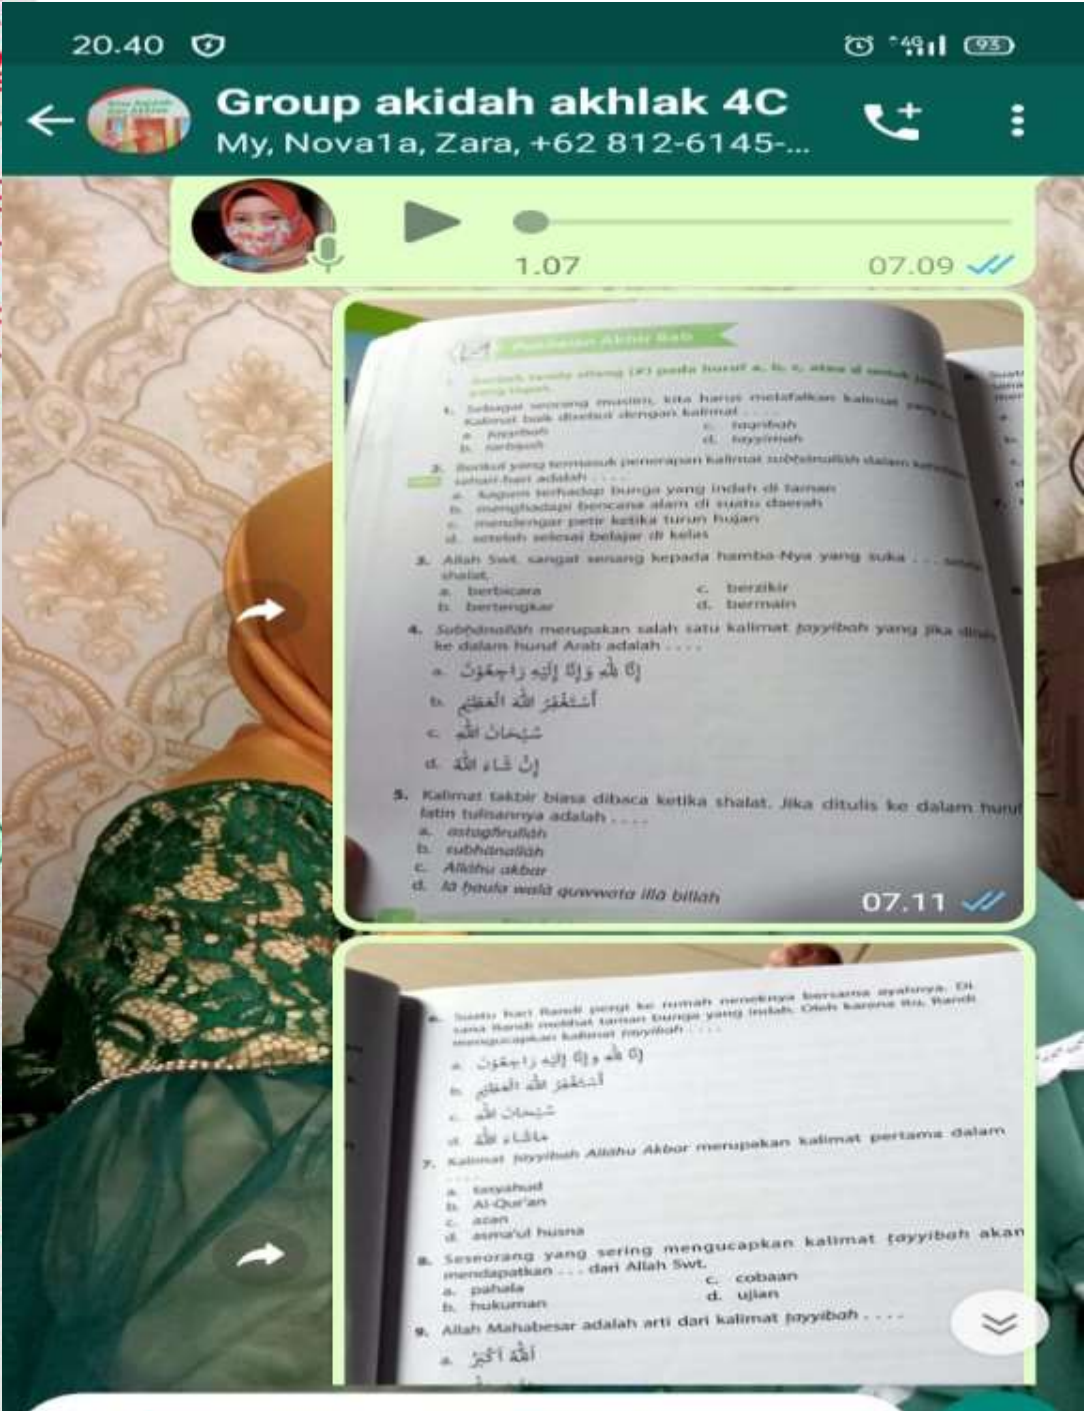 20.40
4G
93
Group akidah akhlak 4C
My, Nova1a, Zara, +62 812-6145-...
1.07
07.09
Penilaian Akhir Bab
(x) pada huruf a, b, c, atau d untuk
yang tepat.
1. Sebagai seorang muslim, kita harus melafalkan kalimat yang
Kalimat baik disebut dengan kalimat . . . .
a.
c.
b.
d.
2. Berikut yang termasuk penerapan kalimat subḥānallāh dalam
sehari-hari adalah . . . .
a. kagum terhadap bunga yang indah di taman
b. menghadapi bencana alam di suatu daerah
c. mendengar petir ketika turun hujan
d. setelah selesai belajar di kelas
3. Allah Swt. sangat senang kepada hamba-Nya yang suka . . .
shalat.
a. berbicara
c. berzikir
b. bertengkar
d. bermain
4. Subḥānallāh merupakan salah satu kalimat ṭayyibah yang jika
ke dalam huruf Arab adalah . . . .
a. إِنَّا لِلَّهِ وَإِنَّا إِلَيْهِ رَاجِعُوْنَ
b. أَسْتَغْفِرُ اللَّهَ الْعَظِيْمِ
c. سُبْحَانَ اللَّهِ
d. إِنْ شَاءَ اللَّهُ
5. Kalimat takbir biasa dibaca ketika shalat. Jika ditulis ke dalam huruf
latin tulisannya adalah . . . .
a. astagfirullāh
b. subḥānallāh
c. Allāhu akbar
d. lā ḥaula walā quwwata illā billāh
07.11
6. Suatu hari Randi pergi ke rumah neneknya bersama ayahnya. Di
sana Randi melihat taman bunga yang indah. Oleh karena itu, Randi
mengucapkan kalimat ṭayyibah . . . .
a. إِنَّا لِلَّهِ وَإِنَّا إِلَيْهِ رَاجِعُوْنَ
b. أَسْتَغْفِرُ اللَّهَ الْعَظِيْمِ
c. سُبْحَانَ اللَّهِ
d. مَاشَاءَ اللَّهُ
7. Kalimat ṭayyibah Allāhu Akbar merupakan kalimat pertama dalam
. . . .
a. tasyahud
b. Al-Qur'an
c. azan
d. asma'ul husna
8. Seseorang yang sering mengucapkan kalimat ṭayyibah akan
mendapatkan . . . dari Allah Swt.
a. pahala
c. cobaan
b. hukuman
d. ujian
9. Allah Mahabesar adalah arti dari kalimat ṭayyibah . . . .
a. اَللَّهُ اَكْبَرُ